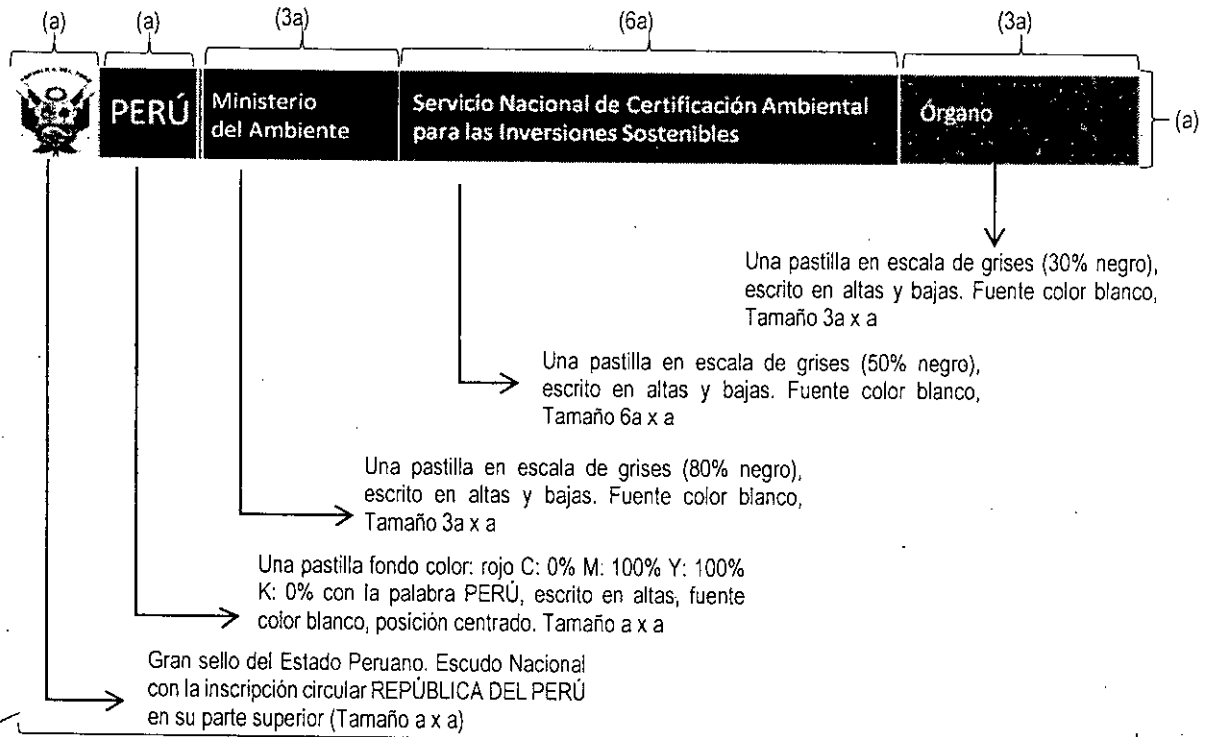 (a) (a) (3a) (6a) (3a)
REPUBLICA DEL PERÚ
PERÚ
Ministerio
del Ambiente
Servicio Nacional de Certificación Ambiental
para las Inversiones Sostenibles
Órgano
(a)
Una pastilla en escala de grises (30% negro),
escrito en altas y bajas. Fuente color blanco,
Tamaño 3a x a
Una pastilla en escala de grises (50% negro),
escrito en altas y bajas. Fuente color blanco,
Tamaño 6a x a
Una pastilla en escala de grises (80% negro),
escrito en altas y bajas. Fuente color blanco,
Tamaño 3a x a
Una pastilla fondo color: rojo C: 0% M: 100% Y: 100%
K: 0% con la palabra PERÚ, escrito en altas, fuente
color blanco, posición centrado. Tamaño a x a
Gran sello del Estado Peruano. Escudo Nacional
con la inscripción circular REPÚBLICA DEL PERÚ
en su parte superior (Tamaño a x a)